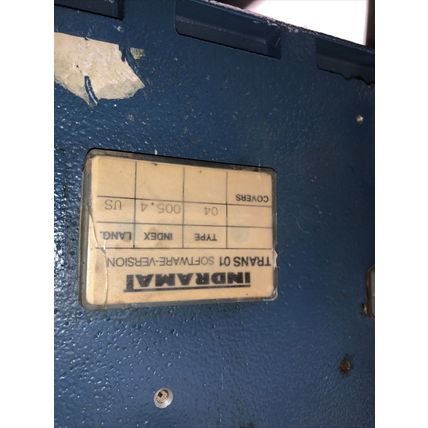 INDRAMAT
TRANS 01 SOFTWARE-VERSION
TYPE INDEX LANG.
04 005.4 US
COVERS